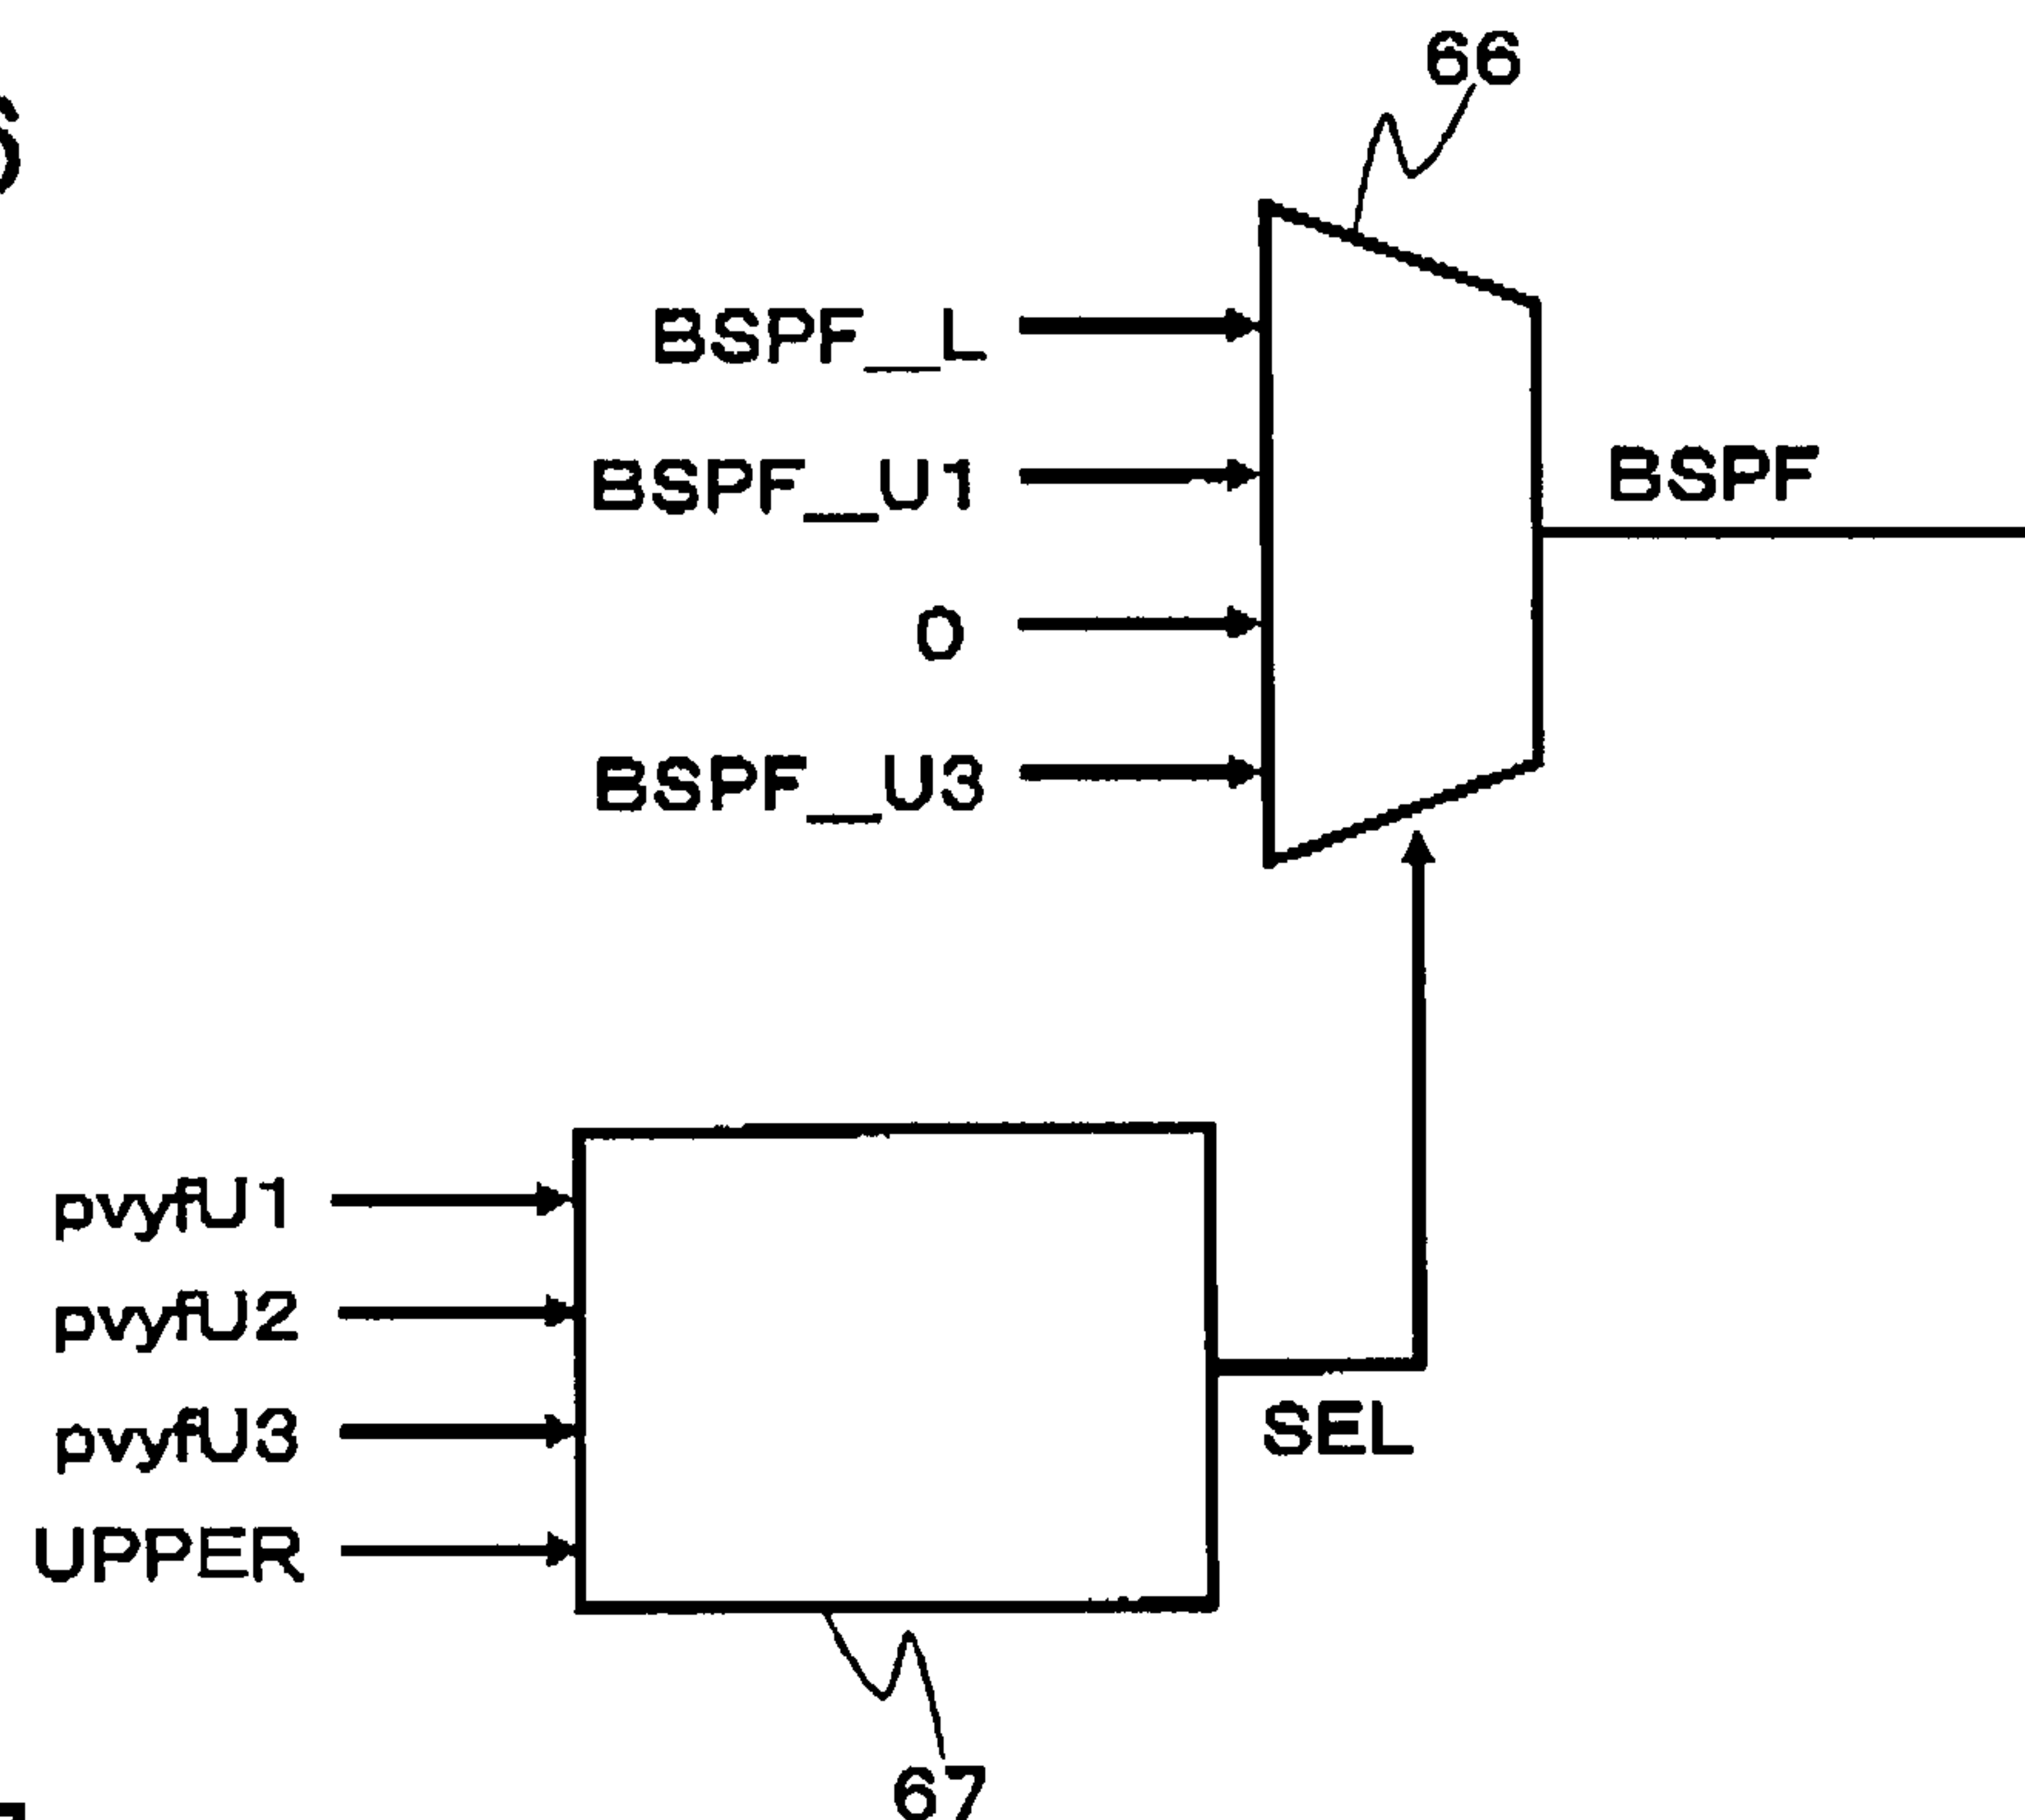 66
BSPF__L
BSPF__U1
BSPF
0
BSPF__U3
pvyfU1
pvyfU2
pvyfU3
SEL
UPPER
67